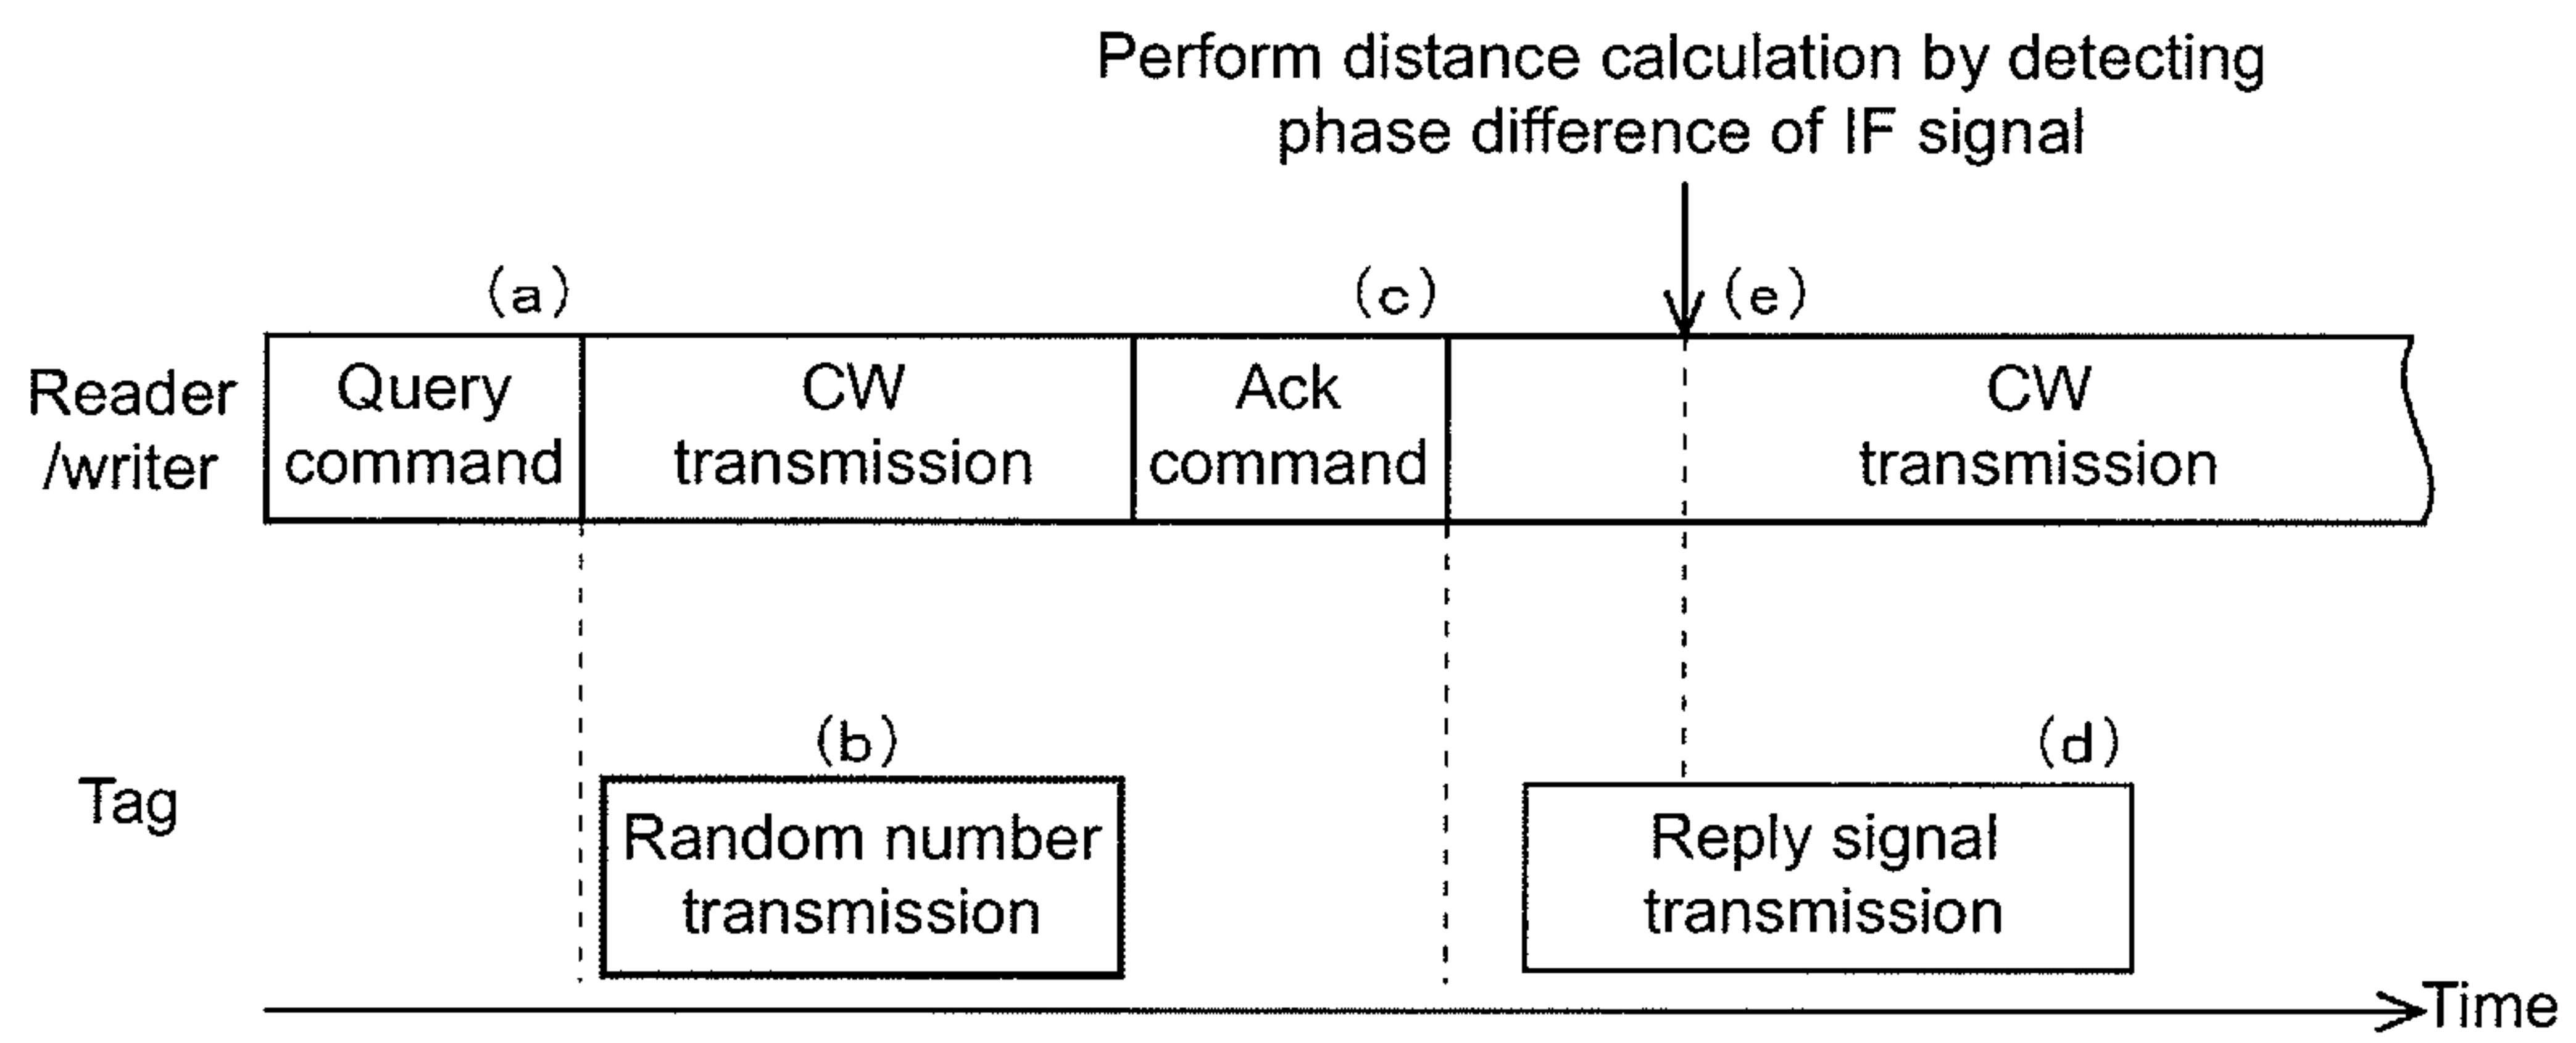 Perform distance calculation by detecting
phase difference of IF signal
(a)
(c)
(e)
Reader
/writer
Query
command
CW
transmission
Ack
command
CW
transmission
(b)
(d)
Tag
Random number
transmission
Reply signal
transmission
Time